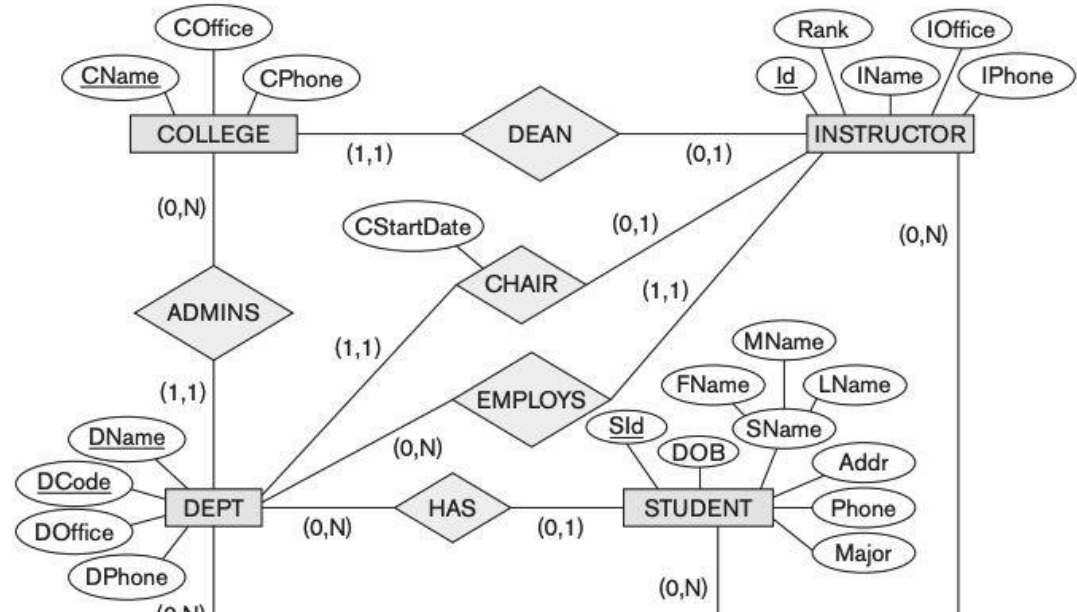 COffice
CName
CPhone
COLLEGE
(1,1)
DEAN
(0,1)
Rank
IOffice
Id
IName
IPhone
INSTRUCTOR
(0,N)
CStartDate
(0,1)
(0,N)
CHAIR
ADMINS
(1,1)
(1,1)
MName
(1,1)
EMPLOYS
FName
LName
DName
(0,N)
SId
SName
DOB
Addr
DCode
DEPT
(0,N)
HAS
(0,1)
STUDENT
Phone
DOffice
Major
DPhone
(0,N)
(0,N)